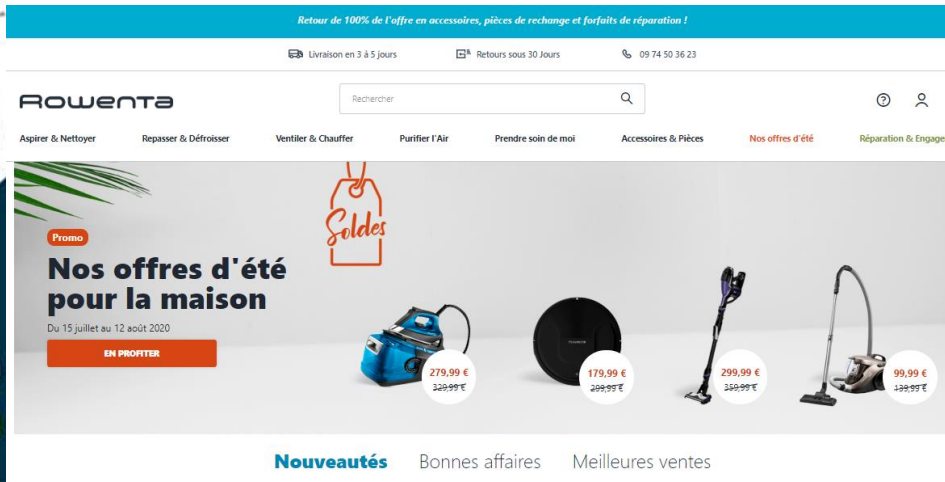 Retour de 100% de l'offre en accessoires, pièces de rechange et forfaits de réparation !
Livraison en 3 à 5 jours
Retours sous 30 Jours
09 74 50 36 23
Rowenta
Rechercher
Aspirer & Nettoyer
Repasser & Défroisser
Ventiler & Chauffer
Purifier l'Air
Prendre soin de moi
Accessoires & Pièces
Nos offres d'été
Réparation & Engage
Soldes
Promo
Nos offres d'été
pour la maison
Du 15 juillet au 12 août 2020
EN PROFITER
279,99 €
329,99 €
179,99 €
299,99 €
299,99 €
359,99 €
99,99 €
139,99 €
Nouveautés
Bonnes affaires
Meilleures ventes